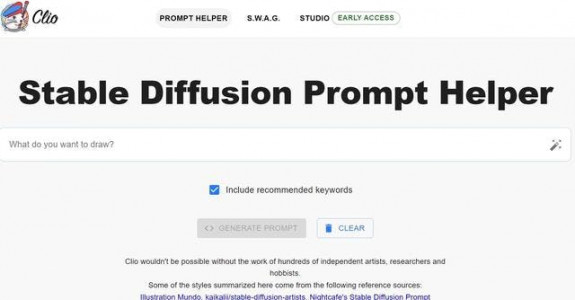 Clio
PROMPT HELPER S.W.A.G. STUDIO EARLY ACCESS
Stable Diffusion Prompt Helper
What do you want to draw?
Include recommended keywords
<> GENERATE PROMPT CLEAR
Clio wouldn't be possible without the work of hundreds of independent artists, researchers and
hobbists.
Some of the styles summarized here come from the following reference sources:
Illustration Mundo, kaikalii/stable-diffusion-artists, Nightcafe's Stable Diffusion Prompt